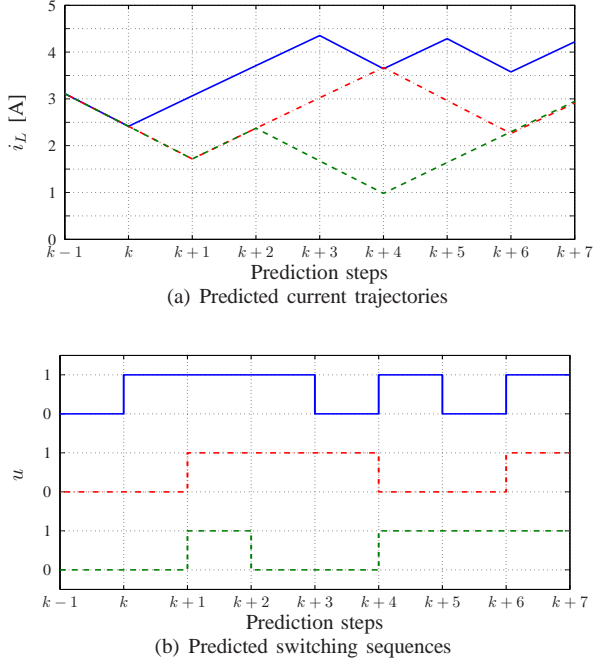 5
4
3
2
1
0
i_L [A]
k − 1 k k + 1 k + 2 k + 3 k + 4 k + 5 k + 6 k + 7
Prediction steps
(a) Predicted current trajectories
1
0
1
0
1
0
u
k − 1 k k + 1 k + 2 k + 3 k + 4 k + 5 k + 6 k + 7
Prediction steps
(b) Predicted switching sequences